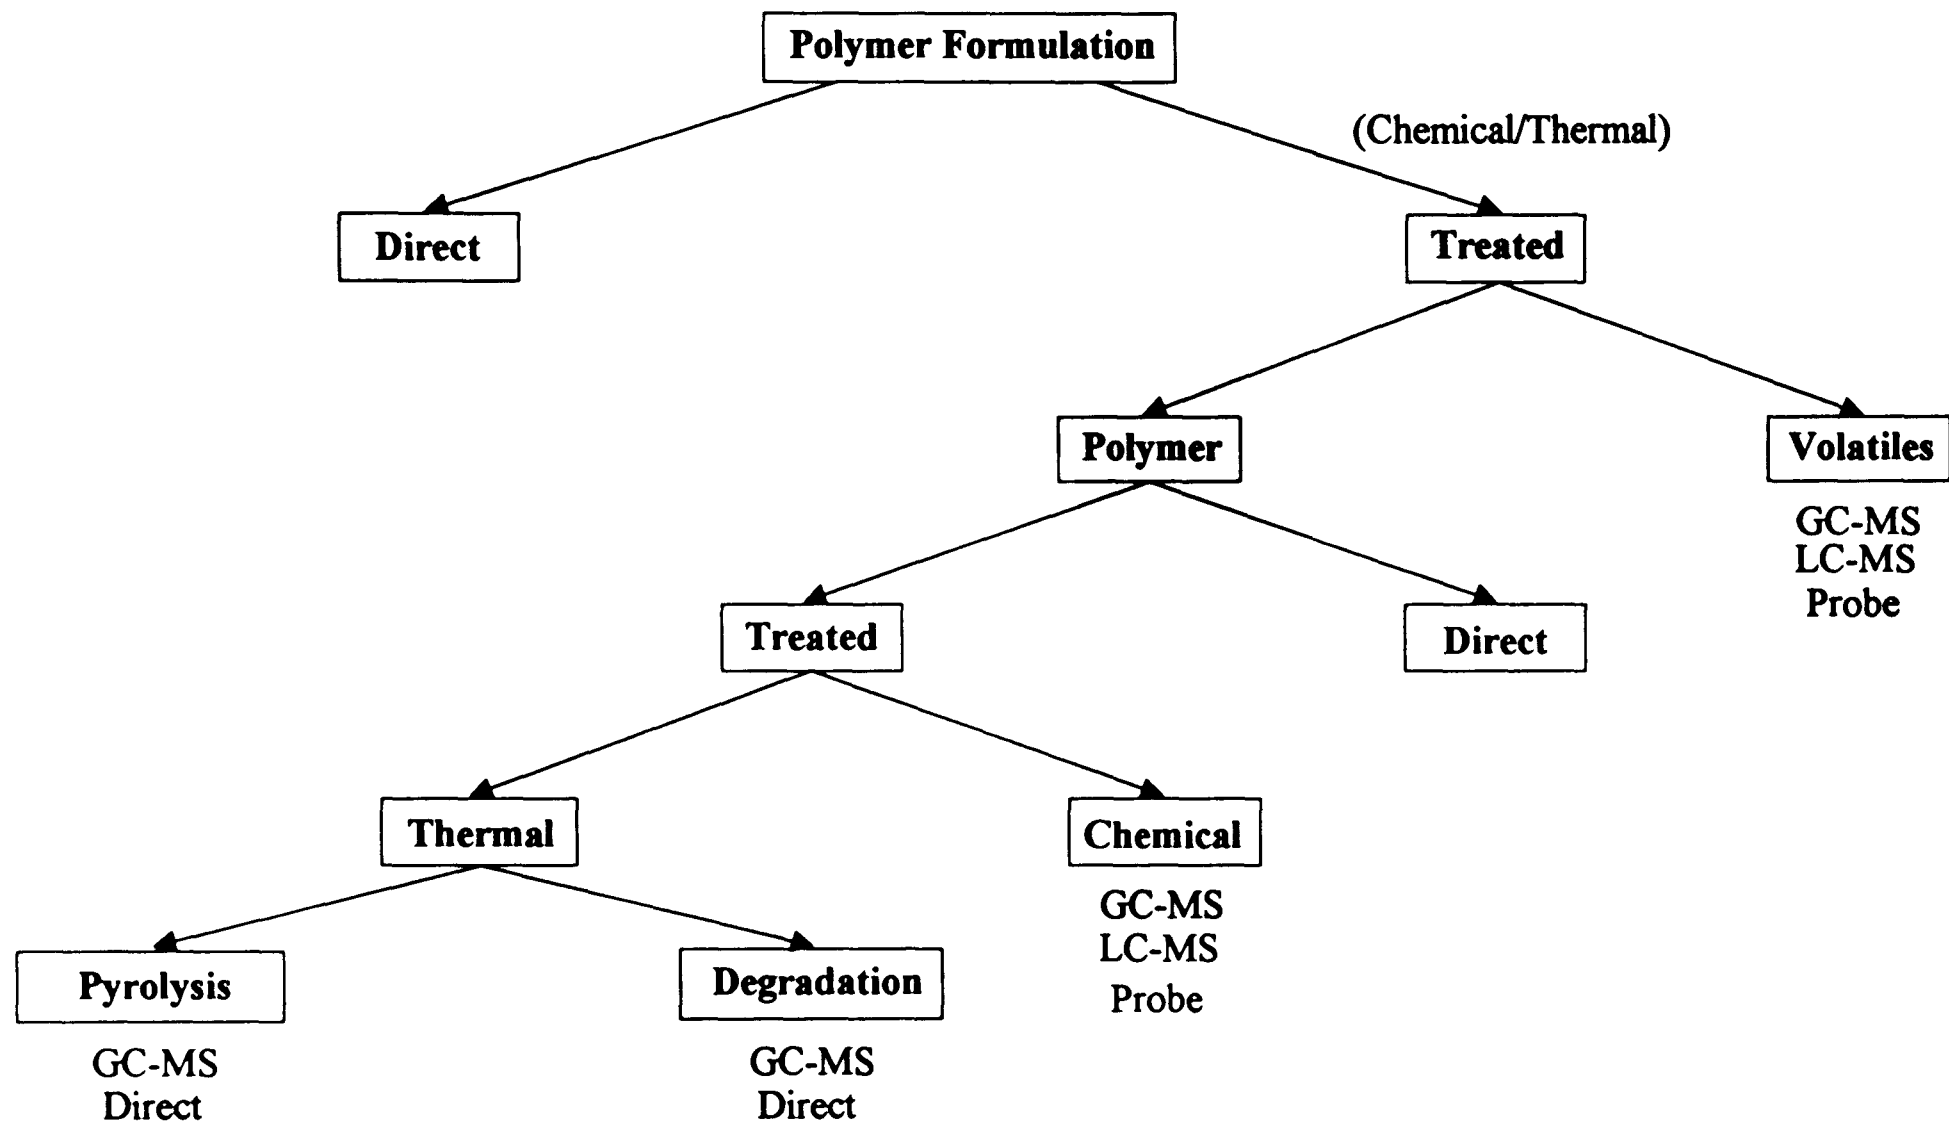 Polymer Formulation
(Chemical/Thermal)
Direct
Treated
Polymer
Volatiles
GC-MS
LC-MS
Probe
Treated
Direct
Thermal
Chemical
GC-MS
LC-MS
Probe
Pyrolysis
Degradation
GC-MS
Direct
GC-MS
Direct